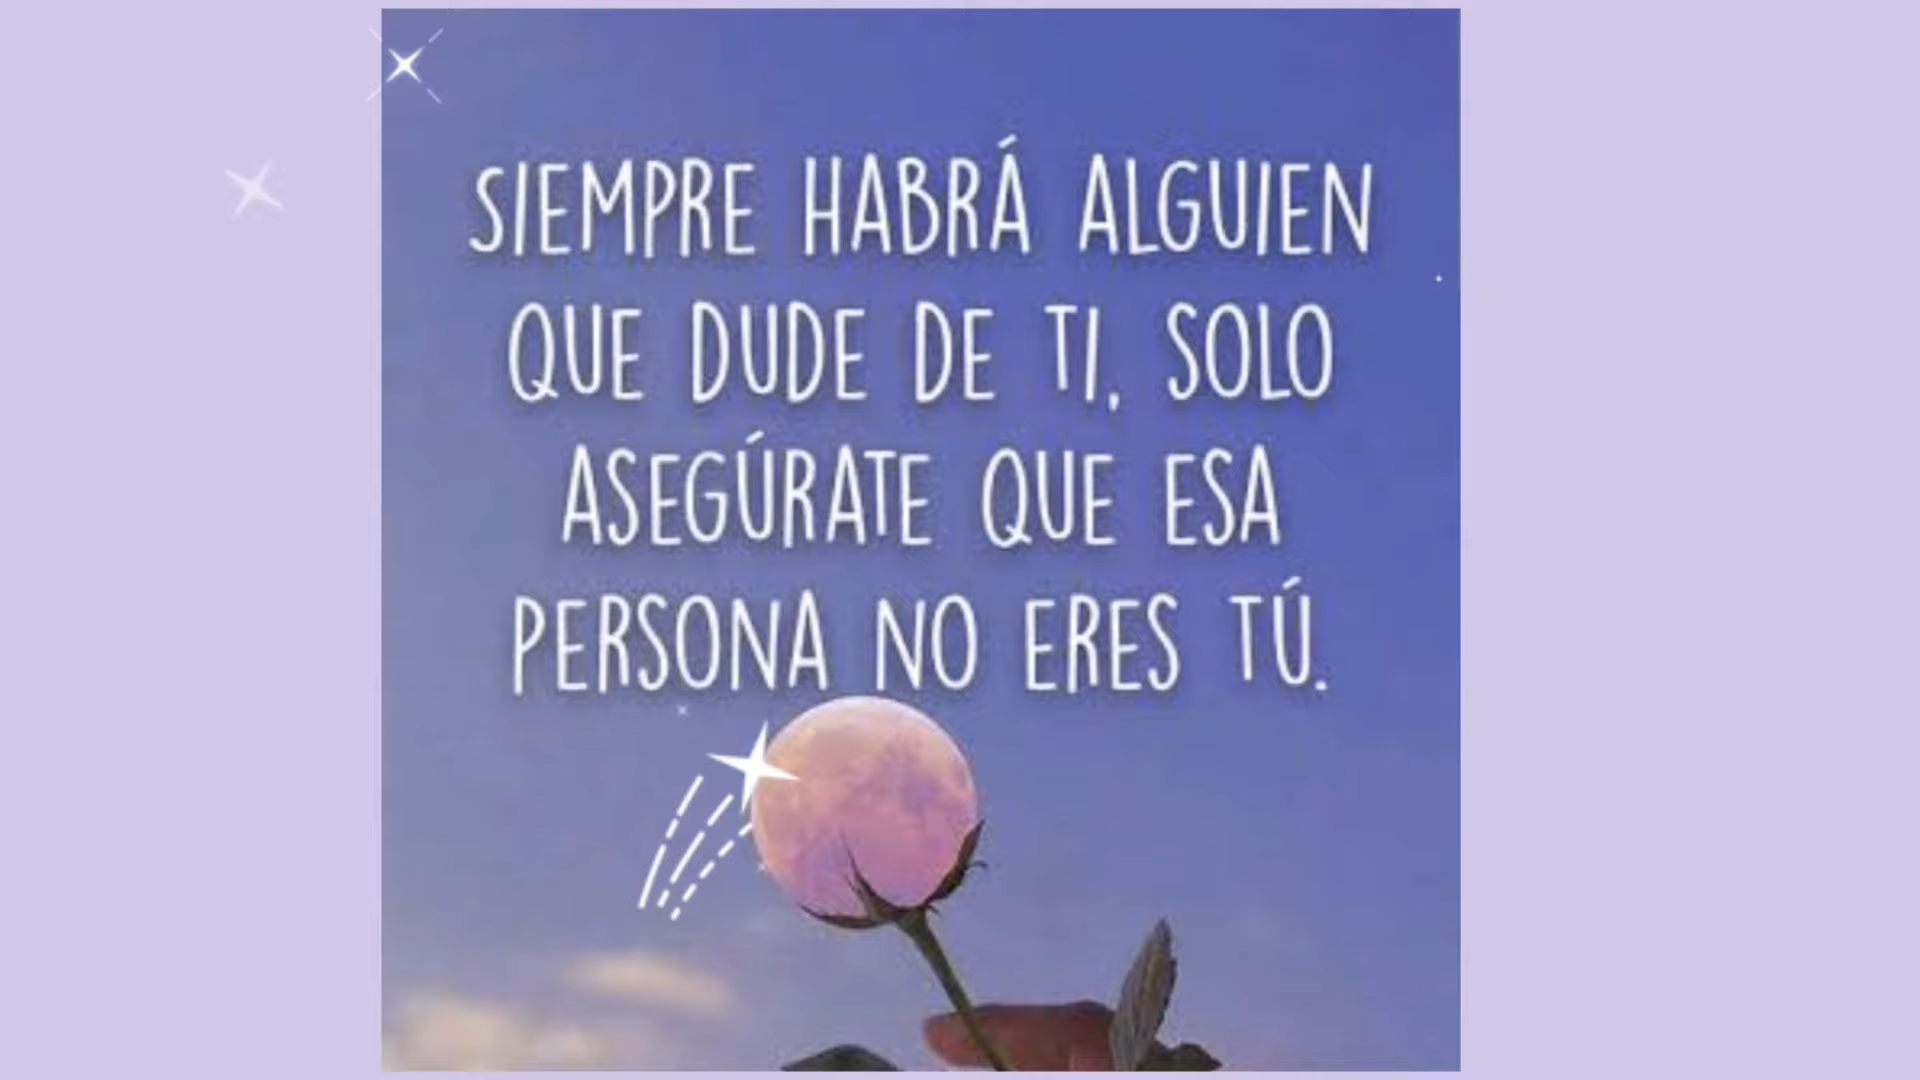 SIEMPRE HABRÁ ALGUIEN
QUE DUDE DE TI, SOLO
ASEGÚRATE QUE ESA
PERSONA NO ERES TÚ.